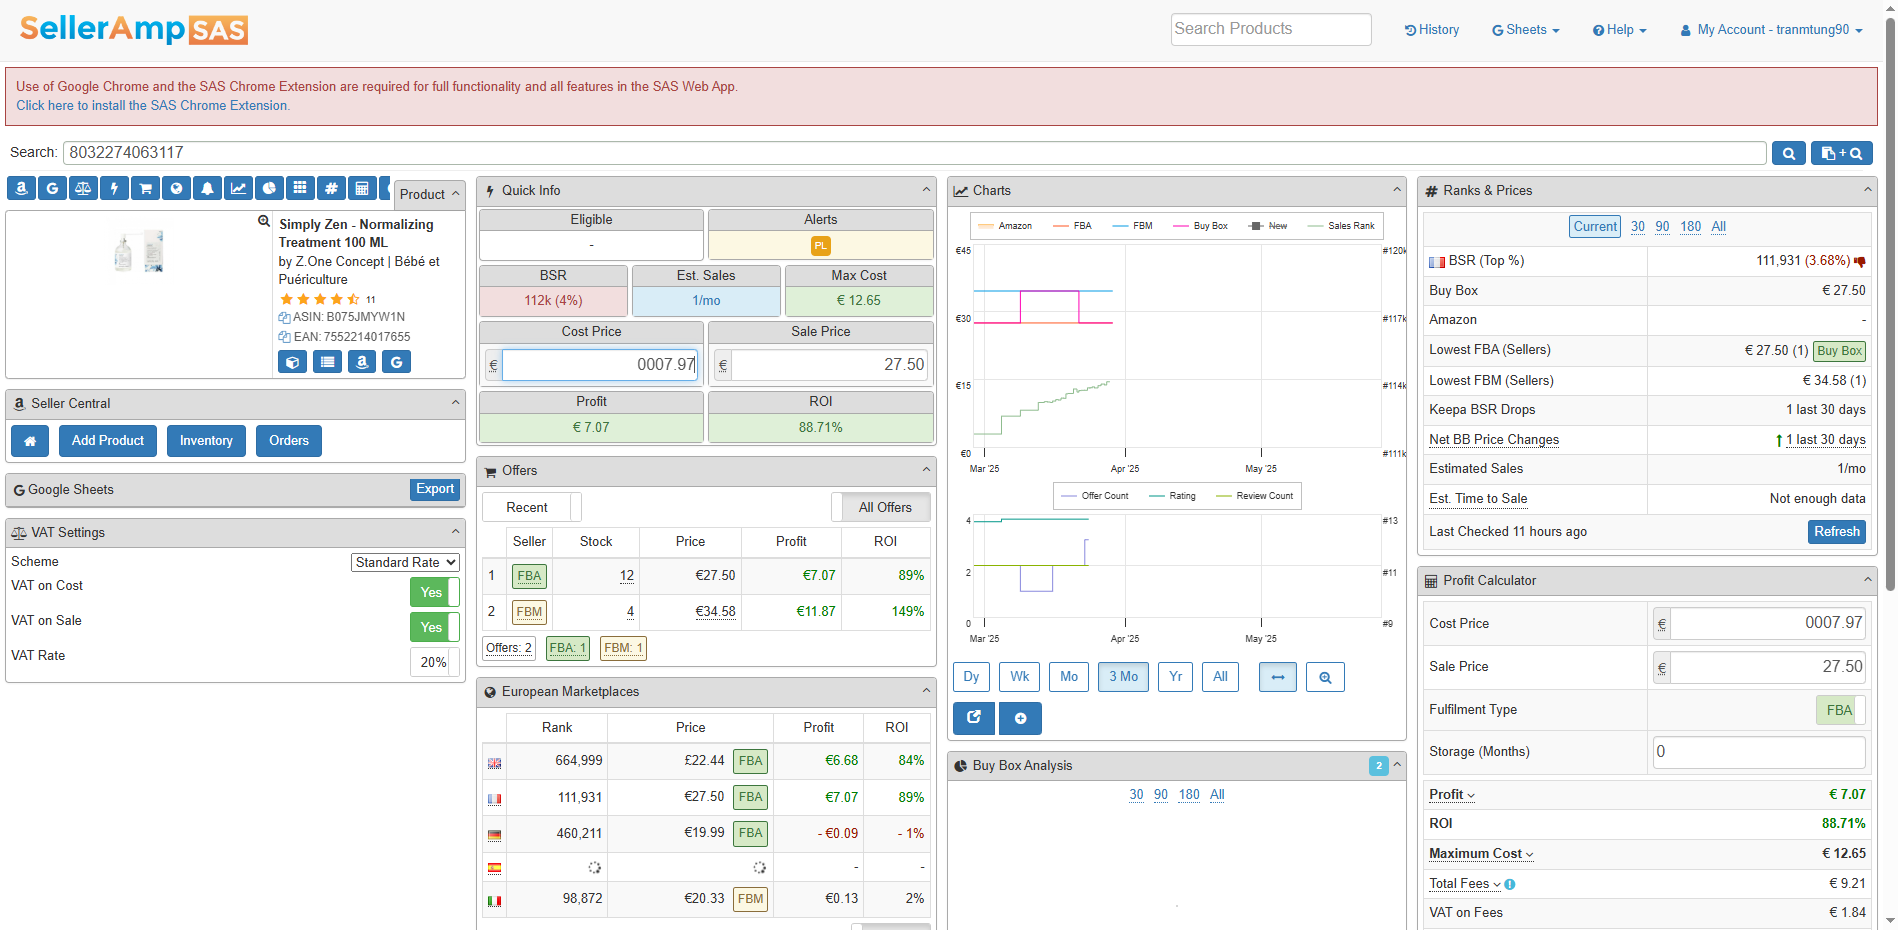 SellerAmp SAS
Search Products
History
G Sheets
Help
My Account - tranmtung90
Use of Google Chrome and the SAS Chrome Extension are required for full functionality and all features in the SAS Web App.
Click here to install the SAS Chrome Extension.
Search: 8032274063117
Product
Simply Zen - Normalizing
Treatment 100 ML
by Z.One Concept | Bébé et
Puériculture
11
ASIN: B075JMYW1N
EAN: 7552214017655
Seller Central
Add Product
Inventory
Orders
Google Sheets
Export
VAT Settings
Scheme Standard Rate
VAT on Cost Yes
VAT on Sale Yes
VAT Rate 20%
Quick Info
Eligible Alerts
- PL
BSR Est. Sales Max Cost
112k (4%) 1/mo € 12.65
Cost Price Sale Price
€ 0007.97 € 27.50
Profit ROI
€ 7.07 88.71%
Offers
Recent All Offers
Seller Stock Price Profit ROI
1 FBA 12 €27.50 €7.07 89%
2 FBM 4 €34.58 €11.87 149%
Offers: 2 FBA: 1 FBM: 1
European Marketplaces
Rank Price Profit ROI
664,999 £22.44 FBA €6.68 84%
111,931 €27.50 FBA €7.07 89%
460,211 €19.99 FBA - €0.09 - 1%
- -
98,872 €20.33 FBM €0.13 2%
Charts
Amazon FBA FBM Buy Box New Sales Rank
€45 #120k
€30 #117k
€15 #114k
€0 #111k
Mar '25 Apr '25 May '25
Offer Count Rating Review Count
4 #13
2 #11
0 #9
Mar '25 Apr '25 May '25
Dy Wk Mo 3 Mo Yr All
Buy Box Analysis 2
30 90 180 All
# Ranks & Prices
Current 30 90 180 All
BSR (Top %) 111,931 (3.68%)
Buy Box € 27.50
Amazon -
Lowest FBA (Sellers) € 27.50 (1) Buy Box
Lowest FBM (Sellers) € 34.58 (1)
Keepa BSR Drops 1 last 30 days
Net BB Price Changes 1 last 30 days
Estimated Sales 1/mo
Est. Time to Sale Not enough data
Last Checked 11 hours ago Refresh
Profit Calculator
Cost Price € 0007.97
Sale Price € 27.50
Fulfilment Type FBA
Storage (Months) 0
Profit € 7.07
ROI 88.71%
Maximum Cost € 12.65
Total Fees € 9.21
VAT on Fees € 1.84